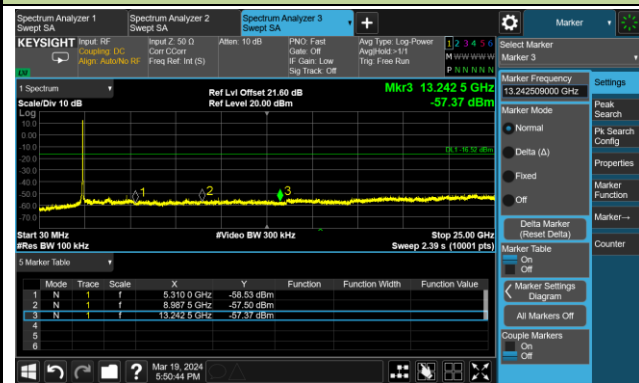 Spectrum Analyzer 1
Swept SA
Spectrum Analyzer 2
Swept SA
Spectrum Analyzer 3
Swept SA
+
Marker
KEYSIGHT
Input: RF
Coupling: DC
Align: Auto/No RF
Input Z: 50 Ω
Corr CCorr
Freq Ref: Int (S)
Atten: 10 dB
PNO: Fast
Gate: Off
IF Gain: Low
Sig Track: Off
Avg Type: Log-Power
Avg|Hold:>1/1
Trig: Free Run
1 2 3 4 5 6
M W W W W W
P N N N N N
LW
Select Marker
Marker 3
1 Spectrum
Scale/Div 10 dB
Ref Lvl Offset 21.60 dB
Ref Level 20.00 dBm
Mkr3 13.242 5 GHz
-57.37 dBm
Log
10.0
0.00
-10.0
-20.0
-30.0
-40.0
-50.0
-60.0
-70.0
DL1 -16.52 dBm
1
2
3
Start 30 MHz
#Res BW 100 kHz
#Video BW 300 kHz
Stop 25.00 GHz
Sweep 2.39 s (10001 pts)
Marker Frequency
13.242509000 GHz
Marker Mode
Normal
Delta (Δ)
Fixed
Off
Delta Marker
(Reset Delta)
Marker Table
On
Off
Marker Settings
Diagram
All Markers Off
Couple Markers
On
Off
Settings
Peak
Search
Pk Search
Config
Properties
Marker
Function
Marker→
Counter
5 Marker Table
Mode Trace Scale X Y Function Function Width Function Value
1 N 1 f 5.310 0 GHz -58.53 dBm
2 N 1 f 8.987 5 GHz -57.50 dBm
3 N 1 f 13.242 5 GHz -57.37 dBm
4
5
6
?
Mar 19, 2024
5:50:44 PM